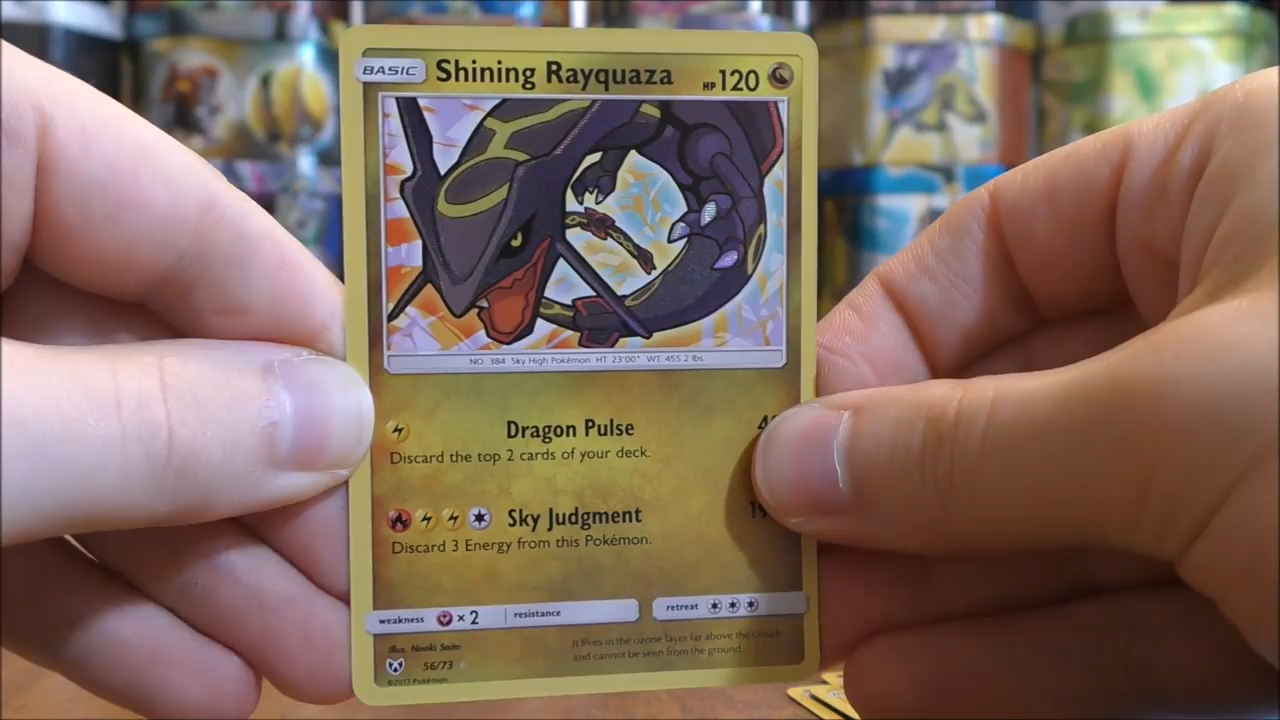 BASIC Shining Rayquaza HP 120
NO. 384 Sky High Pokémon HT: 23'00" WT: 455.2 lbs.
Dragon Pulse
Discard the top 2 cards of your deck.
Sky Judgment
Discard 3 Energy from this Pokémon.
weakness × 2 resistance retreat
Illus. Naoki Saito
It lives in the ozone layer far above the clouds
and cannot be seen from the ground.
56/73
©2017 Pokémon